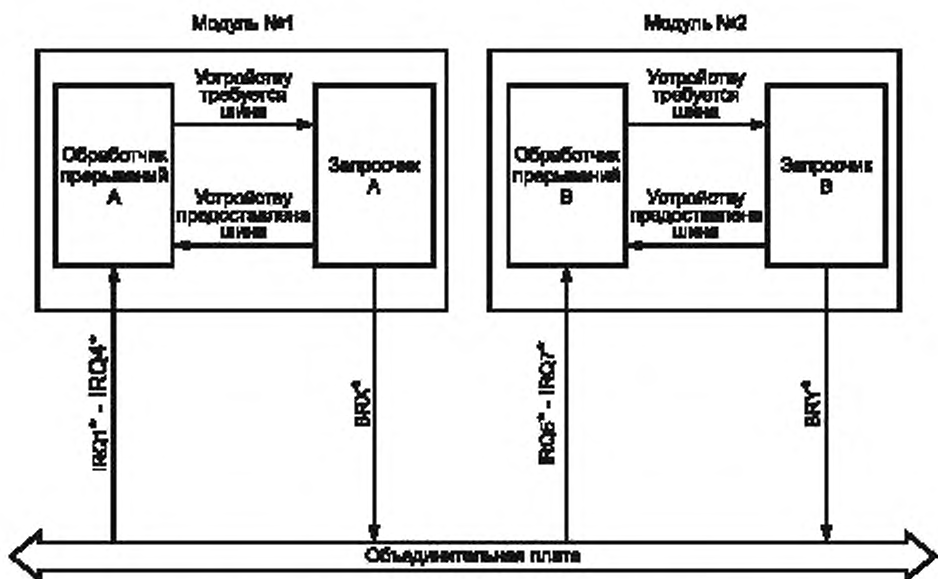 Модуль №1
Модуль №2
Устройству
требуется
шина
Обработчик
прерываний
А
Запросчик
А
Устройству
предоставлена
шина
Устройству
требуется
шина
Обработчик
прерываний
В
Запросчик
В
Устройству
предоставлена
шина
IRQ1* - IRQ4*
BRX*
IRQ5* - IRQ7*
BRY*
Объединительная плата